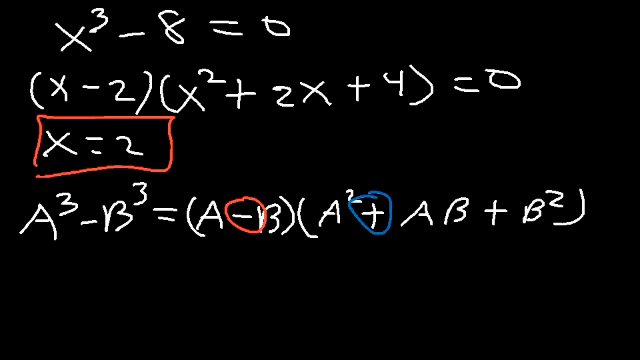 x³ - 8 = 0
(x - 2)(x² + 2x + 4) = 0
x = 2
A³ - B³ = (A - B)(A² + AB + B²)